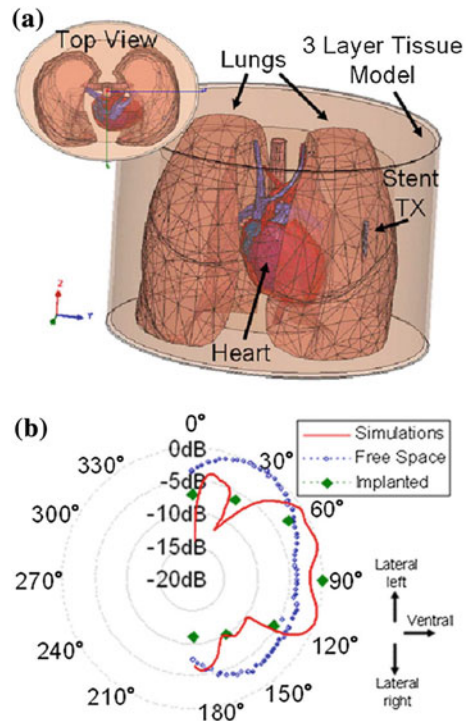 (a)
Top View
Lungs
3 Layer Tissue
Model
Stent
TX
Heart
Z
Y
(b)
0°
0dB
-5dB
-10dB
-15dB
-20dB
30°
60°
90°
120°
150°
180°
210°
240°
270°
300°
330°
Simulations
Free Space
Implanted
Lateral
left
Ventral
Lateral
right